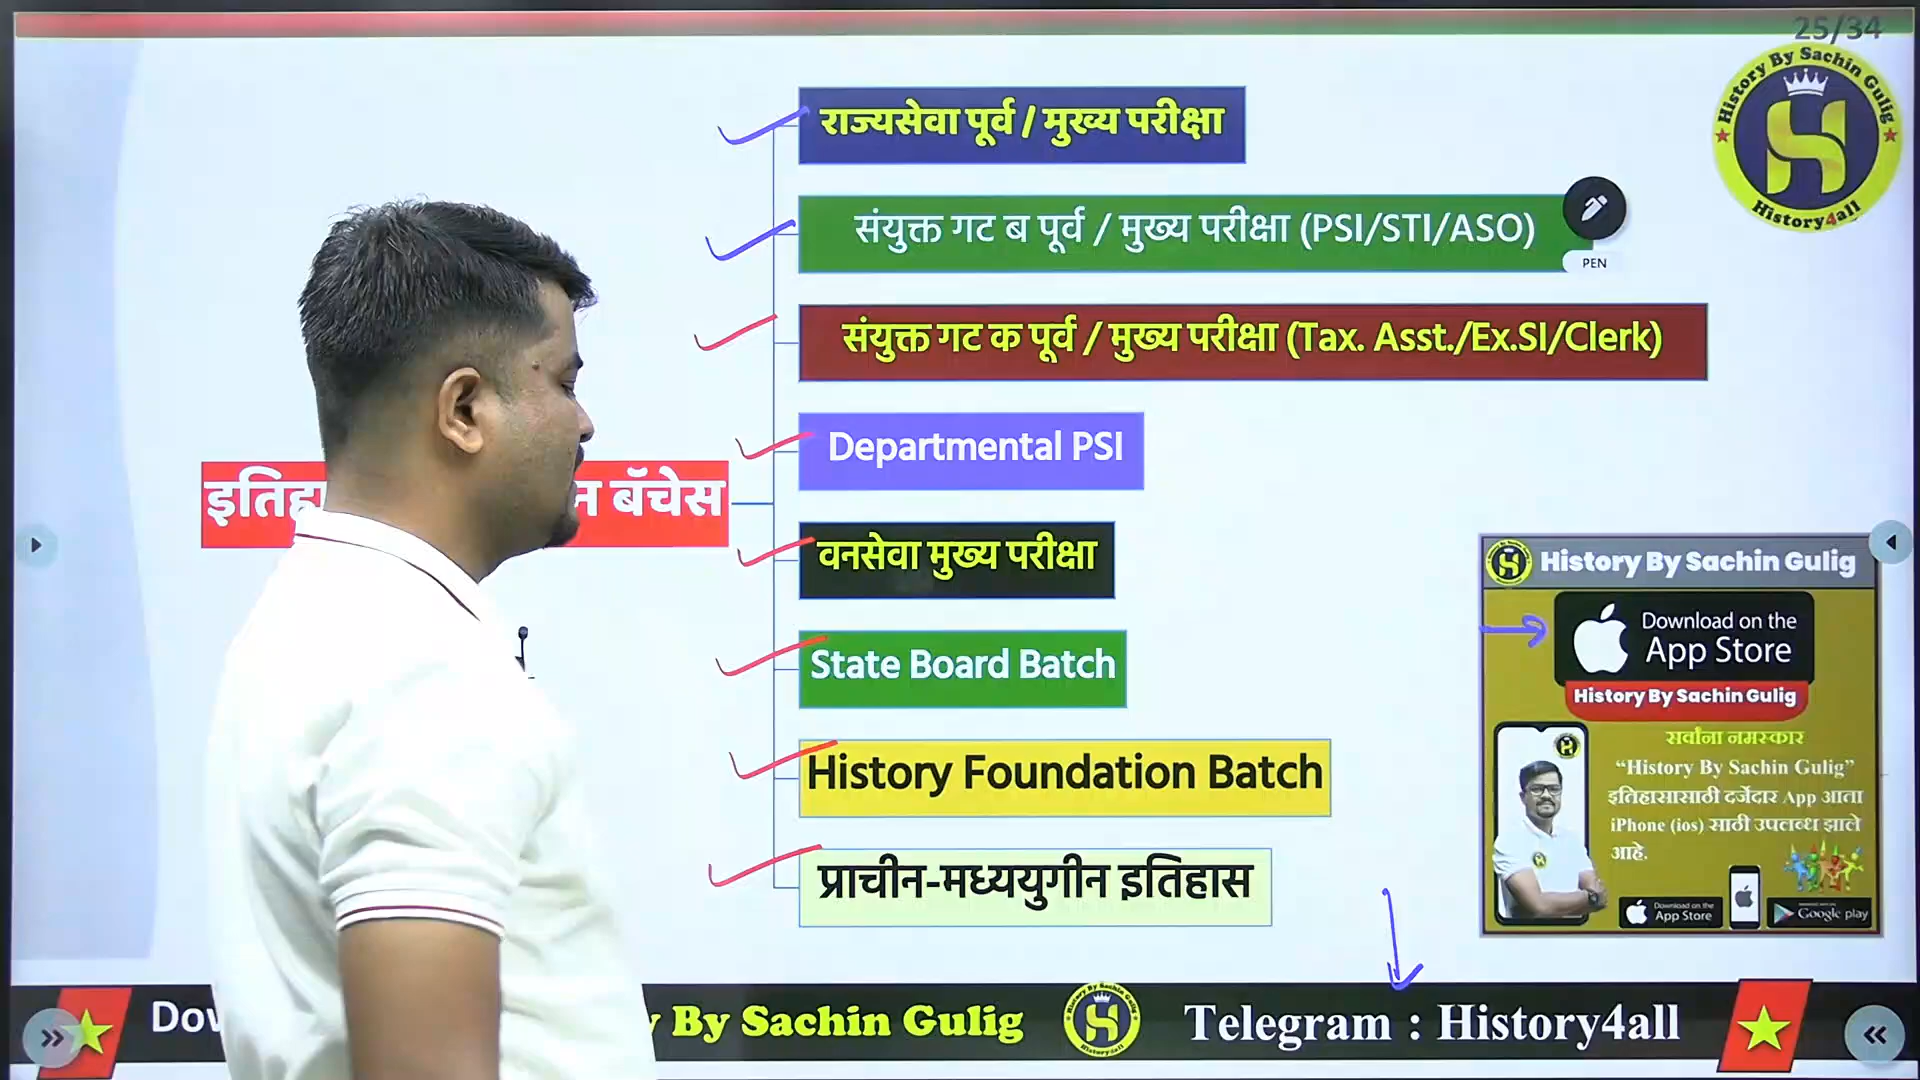 25/34
History By Sachin Gulig
History4all
राज्यसेवा पूर्व / मुख्य परीक्षा
संयुक्त गट ब पूर्व / मुख्य परीक्षा (PSI/STI/ASO)
PEN
संयुक्त गट क पूर्व / मुख्य परीक्षा (Tax. Asst./Ex.SI/Clerk)
Departmental PSI
बॅचेस
वनसेवा मुख्य परीक्षा
State Board Batch
History Foundation Batch
प्राचीन-मध्ययुगीन इतिहास
History By Sachin Gulig
Download on the
App Store
History By Sachin Gulig
सर्वांना नमस्कार
“History By Sachin Gulig”
इतिहासासाठी दर्जेदार App आता
iPhone (ios) साठी उपलब्ध झाले
आहे.
Download on the
App Store
Google play
By Sachin Gulig
Telegram : History4all